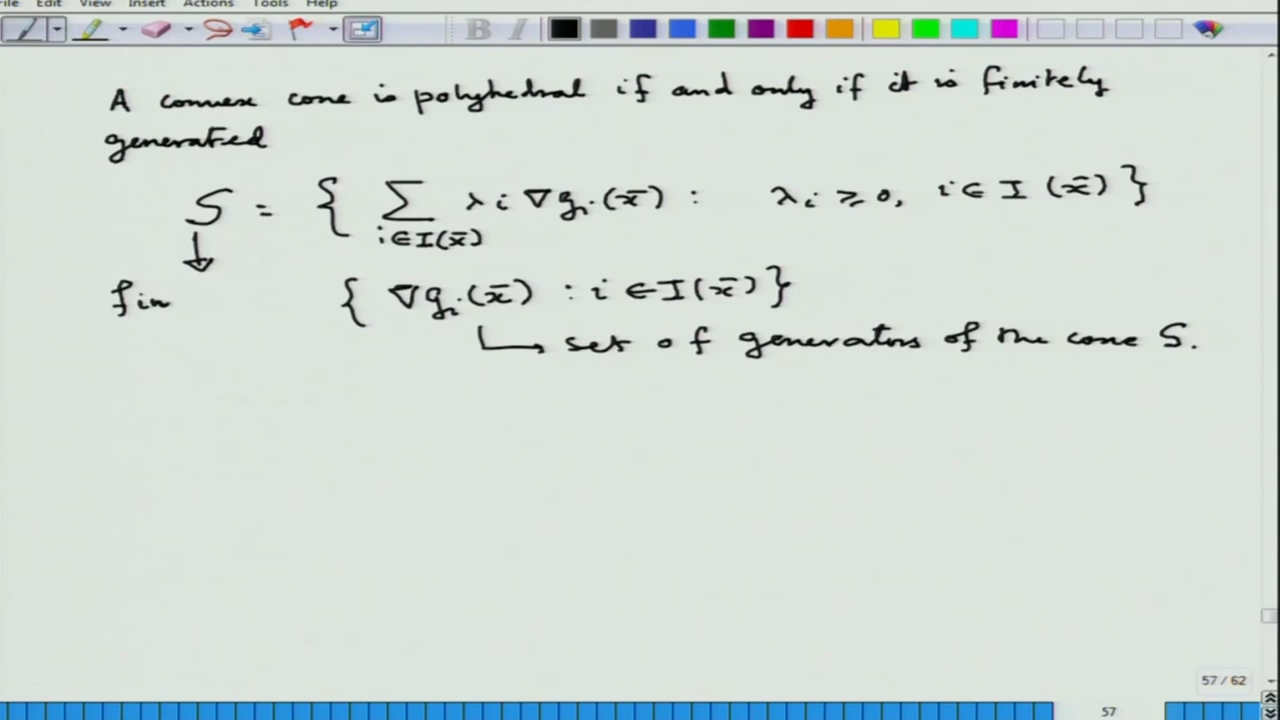 File Edit View Insert Actions Tools Help
B I
A convex cone is polyhedral if and only if it is finitely
generated
S = { ∑ λi ∇gi(x̄) : λi ≥ 0, i ∈ I(x̄) }
i ∈ I(x̄)
fin { ∇gi(x̄) : i ∈ I(x̄) }
set of generators of the cone S.
57 / 62
57